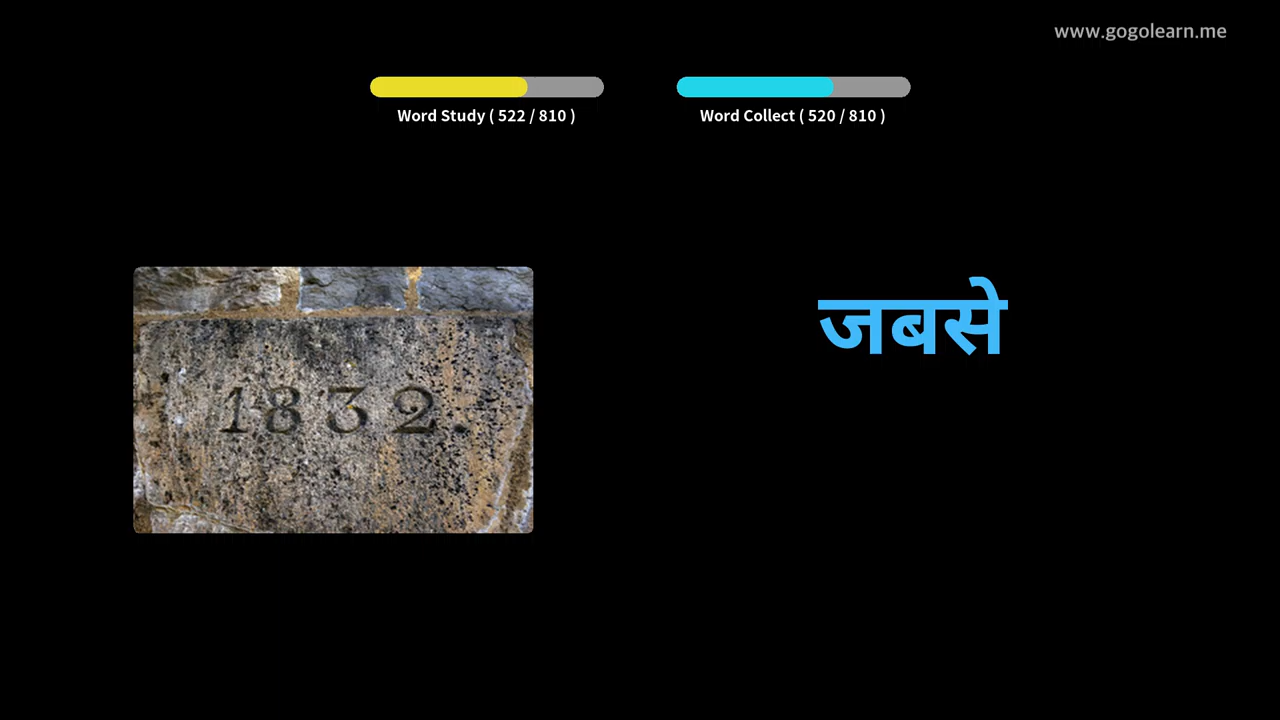 www.gogolearn.me
Word Study ( 522 / 810 )
Word Collect ( 520 / 810 )
1832.
जबसे